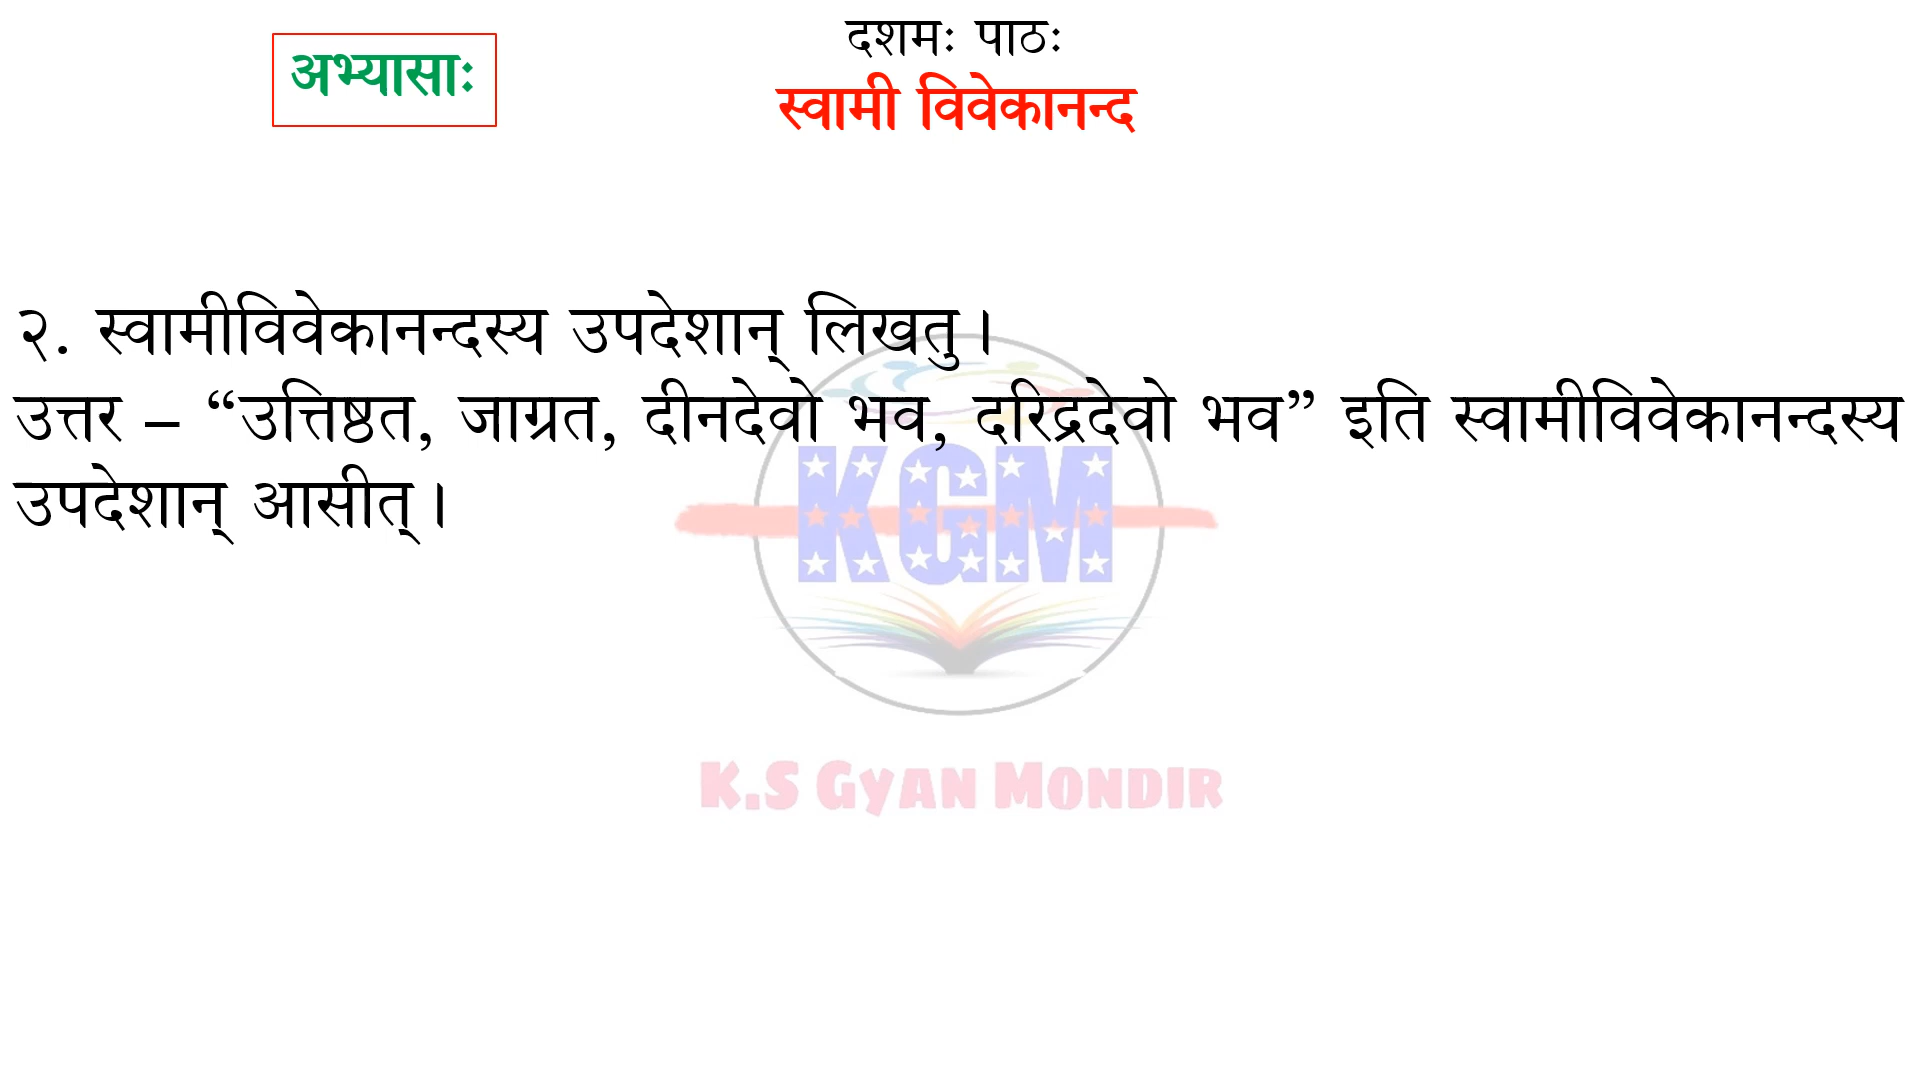 दशमः पाठः
अभ्यासाः
स्वामी विवेकानन्द
२. स्वामीविवेकानन्दस्य उपदेशान् लिखतु।
उत्तर – “उत्तिष्ठत, जाग्रत, दीनदेवो भव, दरिद्रदेवो भव” इति स्वामीविवेकानन्दस्य
उपदेशान् आसीत्।
KGM
K.S GYAN MONDIR